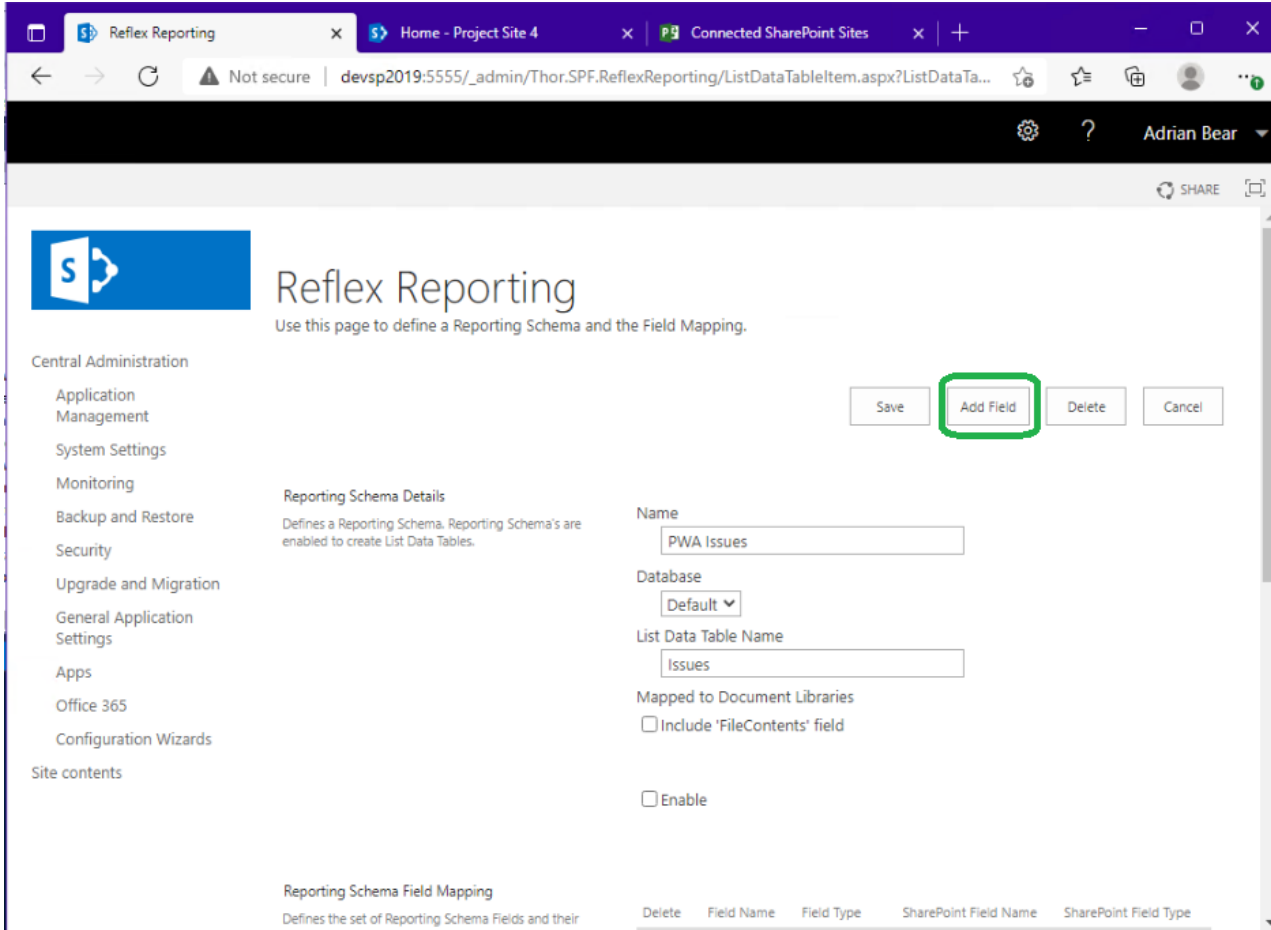 Reflex Reporting
Home - Project Site 4
Connected SharePoint Sites
Not secure | devsp2019:5555/_admin/Thor.SPF.ReflexReporting/ListDataTableItem.aspx?ListDataTa...
? Adrian Bear
SHARE
S
Reflex Reporting
Use this page to define a Reporting Schema and the Field Mapping.
Central Administration
Application
Management
System Settings
Monitoring
Backup and Restore
Security
Upgrade and Migration
General Application
Settings
Apps
Office 365
Configuration Wizards
Site contents
Save Add Field Delete Cancel
Reporting Schema Details
Defines a Reporting Schema. Reporting Schema's are
enabled to create List Data Tables.
Name
PWA Issues
Database
Default
List Data Table Name
Issues
Mapped to Document Libraries
Include 'FileContents' field
Enable
Reporting Schema Field Mapping
Defines the set of Reporting Schema Fields and their
Delete Field Name Field Type SharePoint Field Name SharePoint Field Type